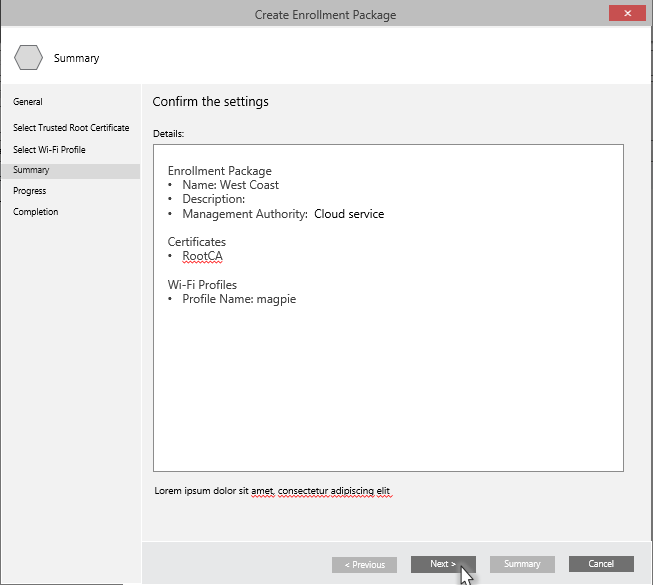 Create Enrollment Package
Summary
General
Select Trusted Root Certificate
Select Wi-Fi Profile
Summary
Progress
Completion
Confirm the settings
Details:
Enrollment Package
• Name: West Coast
• Description:
• Management Authority: Cloud service
Certificates
• RootCA
Wi-Fi Profiles
• Profile Name: magpie
Lorem ipsum dolor sit amet, consectetur adipiscing elit
< Previous
Next >
Summary
Cancel